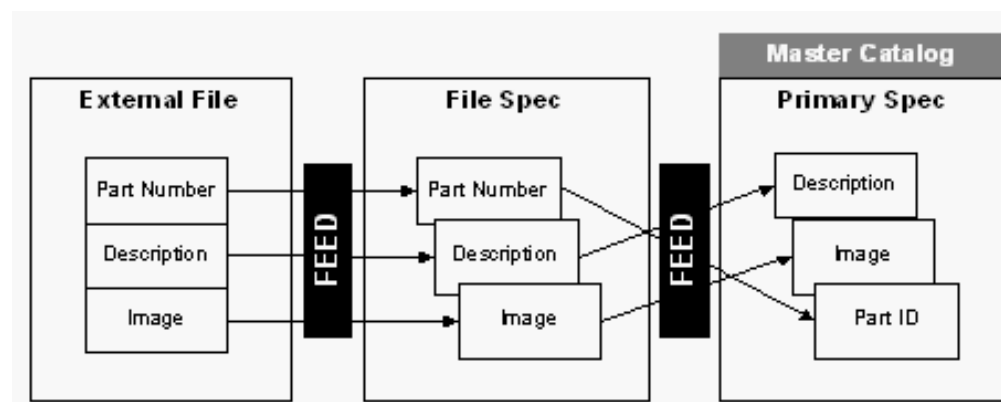 Master Catalog
External File
File Spec
Primary Spec
Part Number
Description
Image
FEED
Part Number
Description
Image
FEED
Description
Image
Part ID